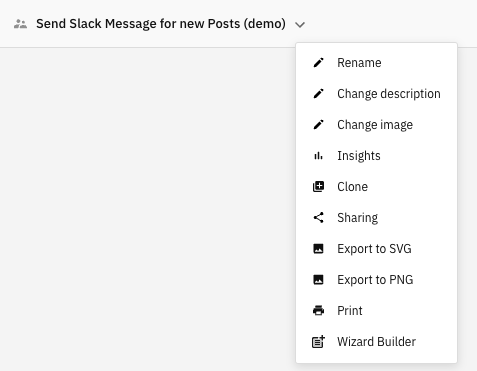 Send Slack Message for new Posts (demo)
Rename
Change description
Change image
Insights
Clone
Sharing
Export to SVG
Export to PNG
Print
Wizard Builder